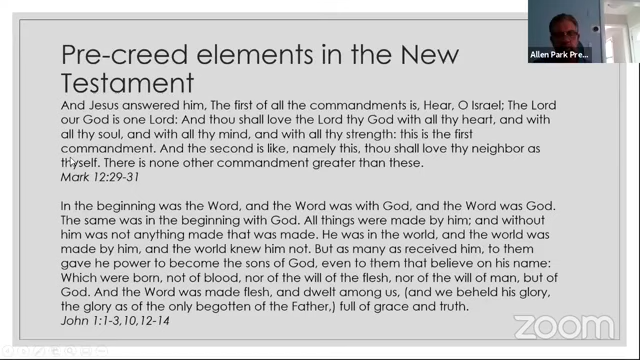 Allen Park Pre...
Pre-creed elements in the New
Testament
And Jesus answered him, The first of all the commandments is, Hear, O Israel; The Lord
our God is one Lord: And thou shall love the Lord thy God with all thy heart, and with
all thy soul, and with all thy mind, and with all thy strength: this is the first
commandment. And the second is like, namely this, thou shall love thy neighbor as
thyself. There is none other commandment greater than these.
Mark 12:29-31
In the beginning was the Word, and the Word was with God, and the Word was God.
The same was in the beginning with God. All things were made by him; and without
him was not anything made that was made. He was in the world, and the world was
made by him, and the world knew him not. But as many as received him, to them
gave he power to become the sons of God, even to them that believe on his name:
Which were born, not of blood, nor of the will of the flesh, nor of the will of man, but of
God. And the Word was made flesh, and dwelt among us, (and we beheld his glory,
the glory as of the only begotten of the Father,) full of grace and truth.
John 1:1-3,10,12-14
zoom